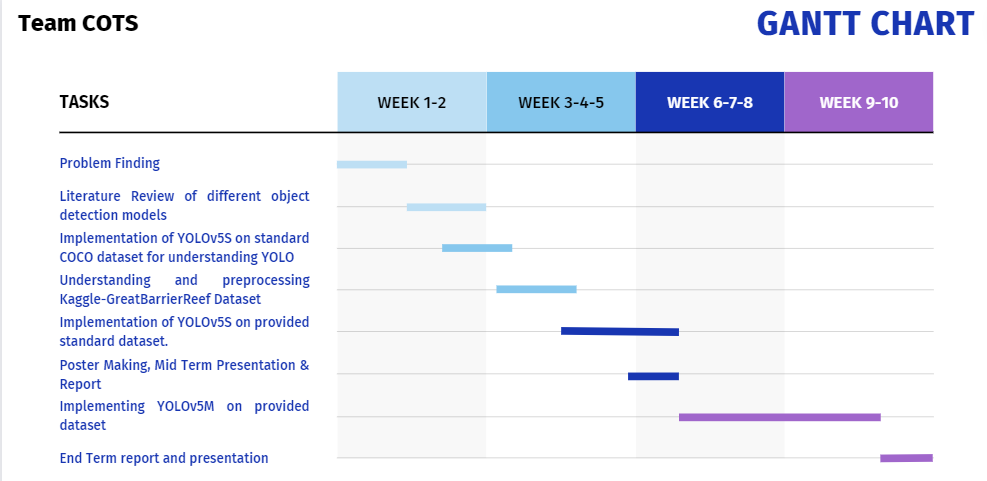 Team COTS
GANTT CHART
TASKS
WEEK 1-2
WEEK 3-4-5
WEEK 6-7-8
WEEK 9-10
Problem Finding
Literature Review of different object
detection models
Implementation of YOLOv5S on standard
COCO dataset for understanding YOLO
Understanding and preprocessing
Kaggle-GreatBarrierReef Dataset
Implementation of YOLOv5S on provided
standard dataset.
Poster Making, Mid Term Presentation &
Report
Implementing YOLOv5M on provided
dataset
End Term report and presentation